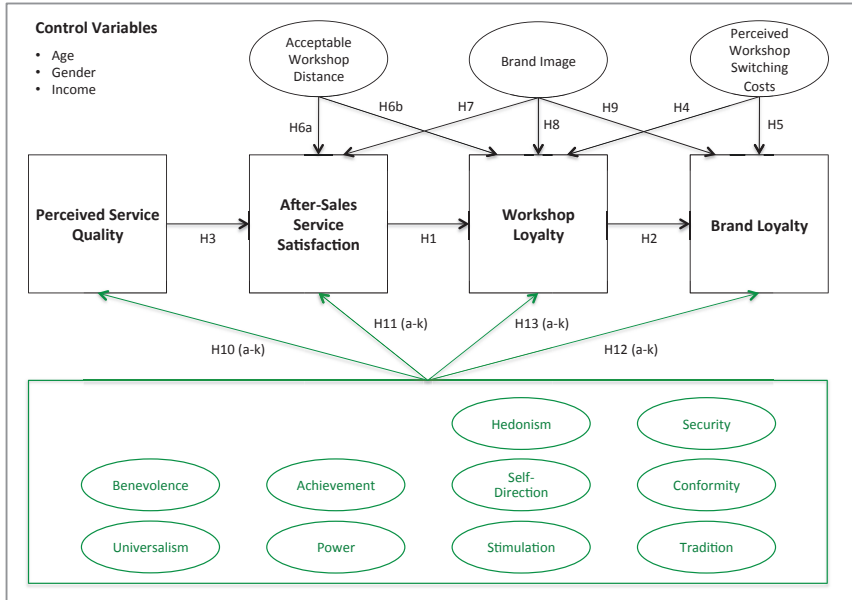 Control Variables
• Age
• Gender
• Income
Acceptable
Workshop
Distance
Brand Image
Perceived
Workshop
Switching
Costs
H6a
H6b
H7
H8
H9
H4
H5
Perceived Service
Quality
H3
After-Sales
Service
Satisfaction
H1
Workshop
Loyalty
H2
Brand Loyalty
H10 (a-k)
H11 (a-k)
H13 (a-k)
H12 (a-k)
Hedonism
Security
Benevolence
Achievement
Self-
Direction
Conformity
Universalism
Power
Stimulation
Tradition